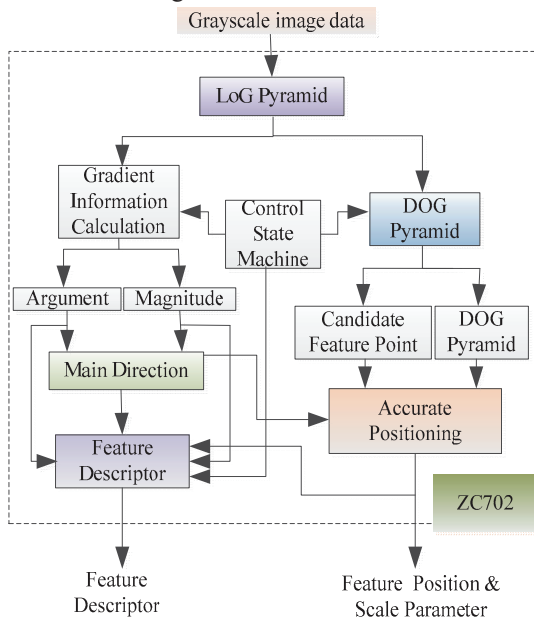 Grayscale image data
LoG Pyramid
Gradient
Information
Calculation
Control
State
Machine
DOG
Pyramid
Argument
Magnitude
Candidate
Feature Point
DOG
Pyramid
Main Direction
Accurate
Positioning
Feature
Descriptor
ZC702
Feature
Descriptor
Feature Position &
Scale Parameter